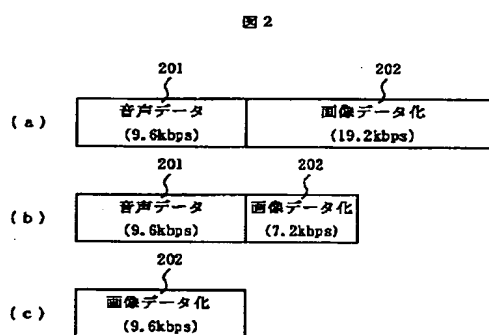 図2
201 202
(a) 音声データ 画像データ化
(9.6kbps) (19.2kbps)
201 202
(b) 音声データ 画像データ化
(9.6kbps) (7.2kbps)
202
(c) 画像データ化
(9.6kbps)